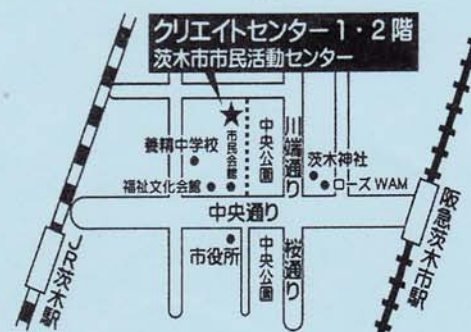 クリエイトセンター1・2階
茨木市市民活動センター
養精中学校
市民会館
中央公園
川端通り
茨木神社
ローズWAM
福祉文化会館
中央通り
市役所
中央公園
桜通り
JR茨木駅
阪急茨木市駅